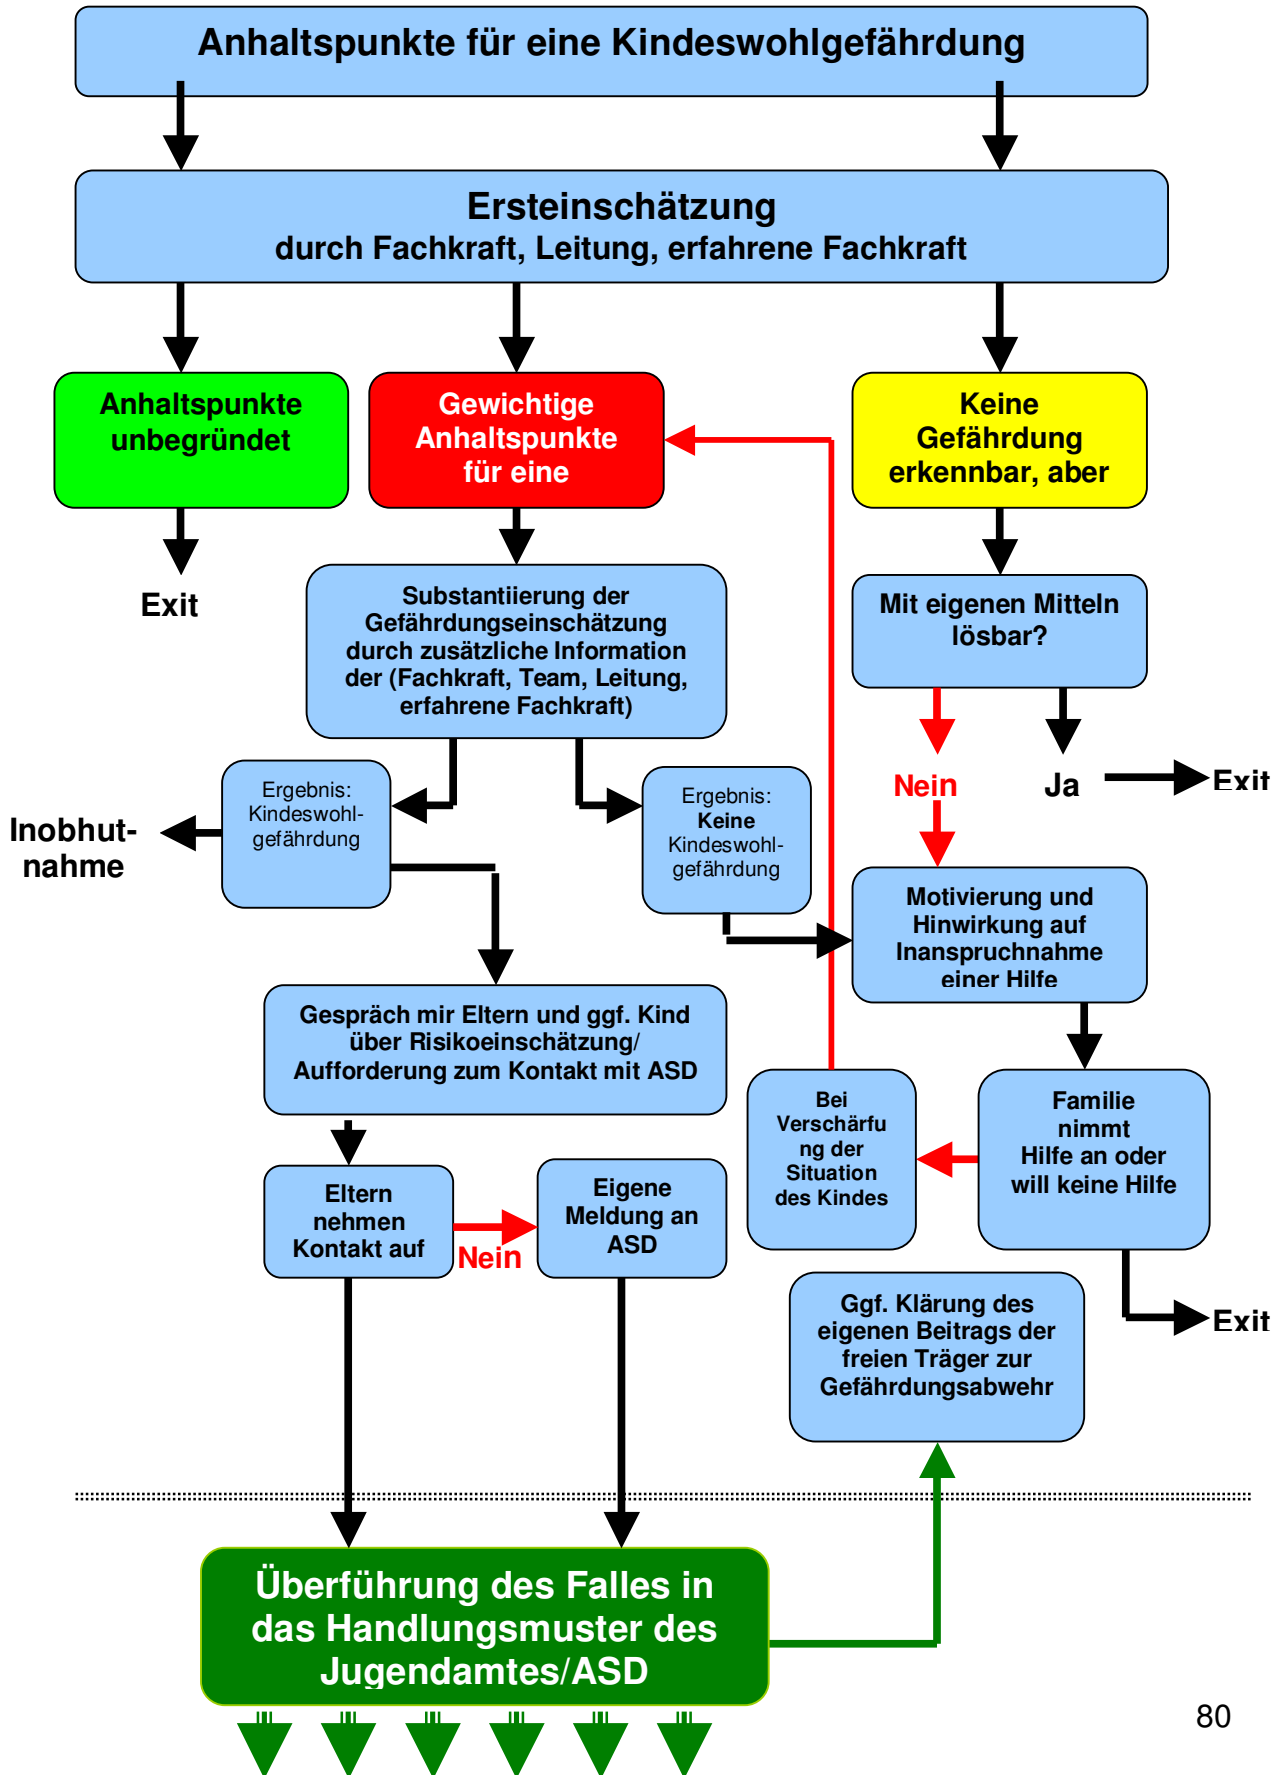 Anhaltspunkte für eine Kindeswohlgefährdung
Ersteinschätzung
durch Fachkraft, Leitung, erfahrene Fachkraft
Anhaltspunkte
unbegründet
Gewichtige
Anhaltspunkte
für eine
Keine
Gefährdung
erkennbar, aber
Exit
Substantiierung der
Gefährdungseinschätzung
durch zusätzliche Information
der (Fachkraft, Team, Leitung,
erfahrene Fachkraft)
Mit eigenen Mitteln
lösbar?
Nein
Ja
Exit
Ergebnis:
Kindeswohl-
gefährdung
Ergebnis:
Keine
Kindeswohl-
gefährdung
Inobhut-
nahme
Motivierung und
Hinwirkung auf
Inanspruchnahme
einer Hilfe
Gespräch mir Eltern und ggf. Kind
über Risikoeinschätzung/
Aufforderung zum Kontakt mit ASD
Bei
Verschärfu
ng der
Situation
des Kindes
Familie
nimmt
Hilfe an oder
will keine Hilfe
Eltern
nehmen
Kontakt auf
Nein
Eigene
Meldung an
ASD
Ggf. Klärung des
eigenen Beitrags der
freien Träger zur
Gefährdungsabwehr
Exit
Überführung des Falles in
das Handlungsmuster des
Jugendamtes/ASD
80